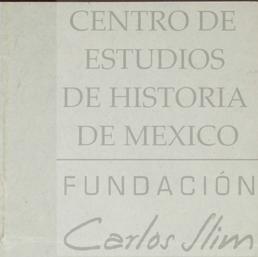 CENTRO DE
ESTUDIOS
DE HISTORIA
DE MEXICO
FUNDACIÓN
Carlos Slim